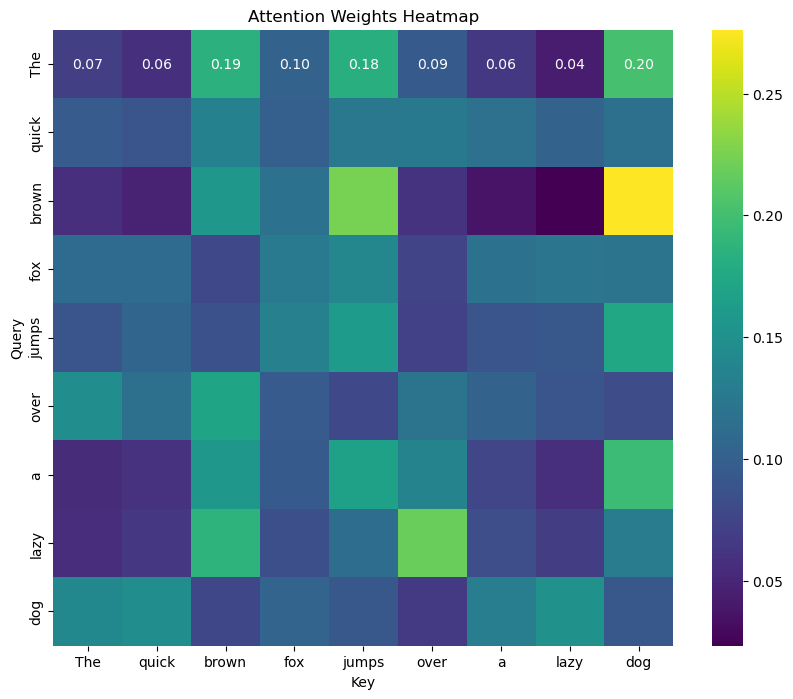 Attention Weights Heatmap
The 0.07 0.06 0.19 0.10 0.18 0.09 0.06 0.04 0.20
quick
brown
fox
jumps
over
a
lazy
dog
Query
The quick brown fox jumps over a lazy dog
Key
0.25
0.20
0.15
0.10
0.05